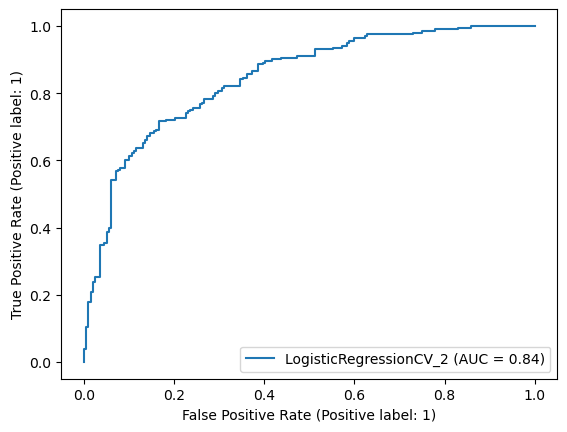 True Positive Rate (Positive label: 1)
1.0
0.8
0.6
0.4
0.2
0.0
LogisticRegressionCV_2 (AUC = 0.84)
0.0 0.2 0.4 0.6 0.8 1.0
False Positive Rate (Positive label: 1)